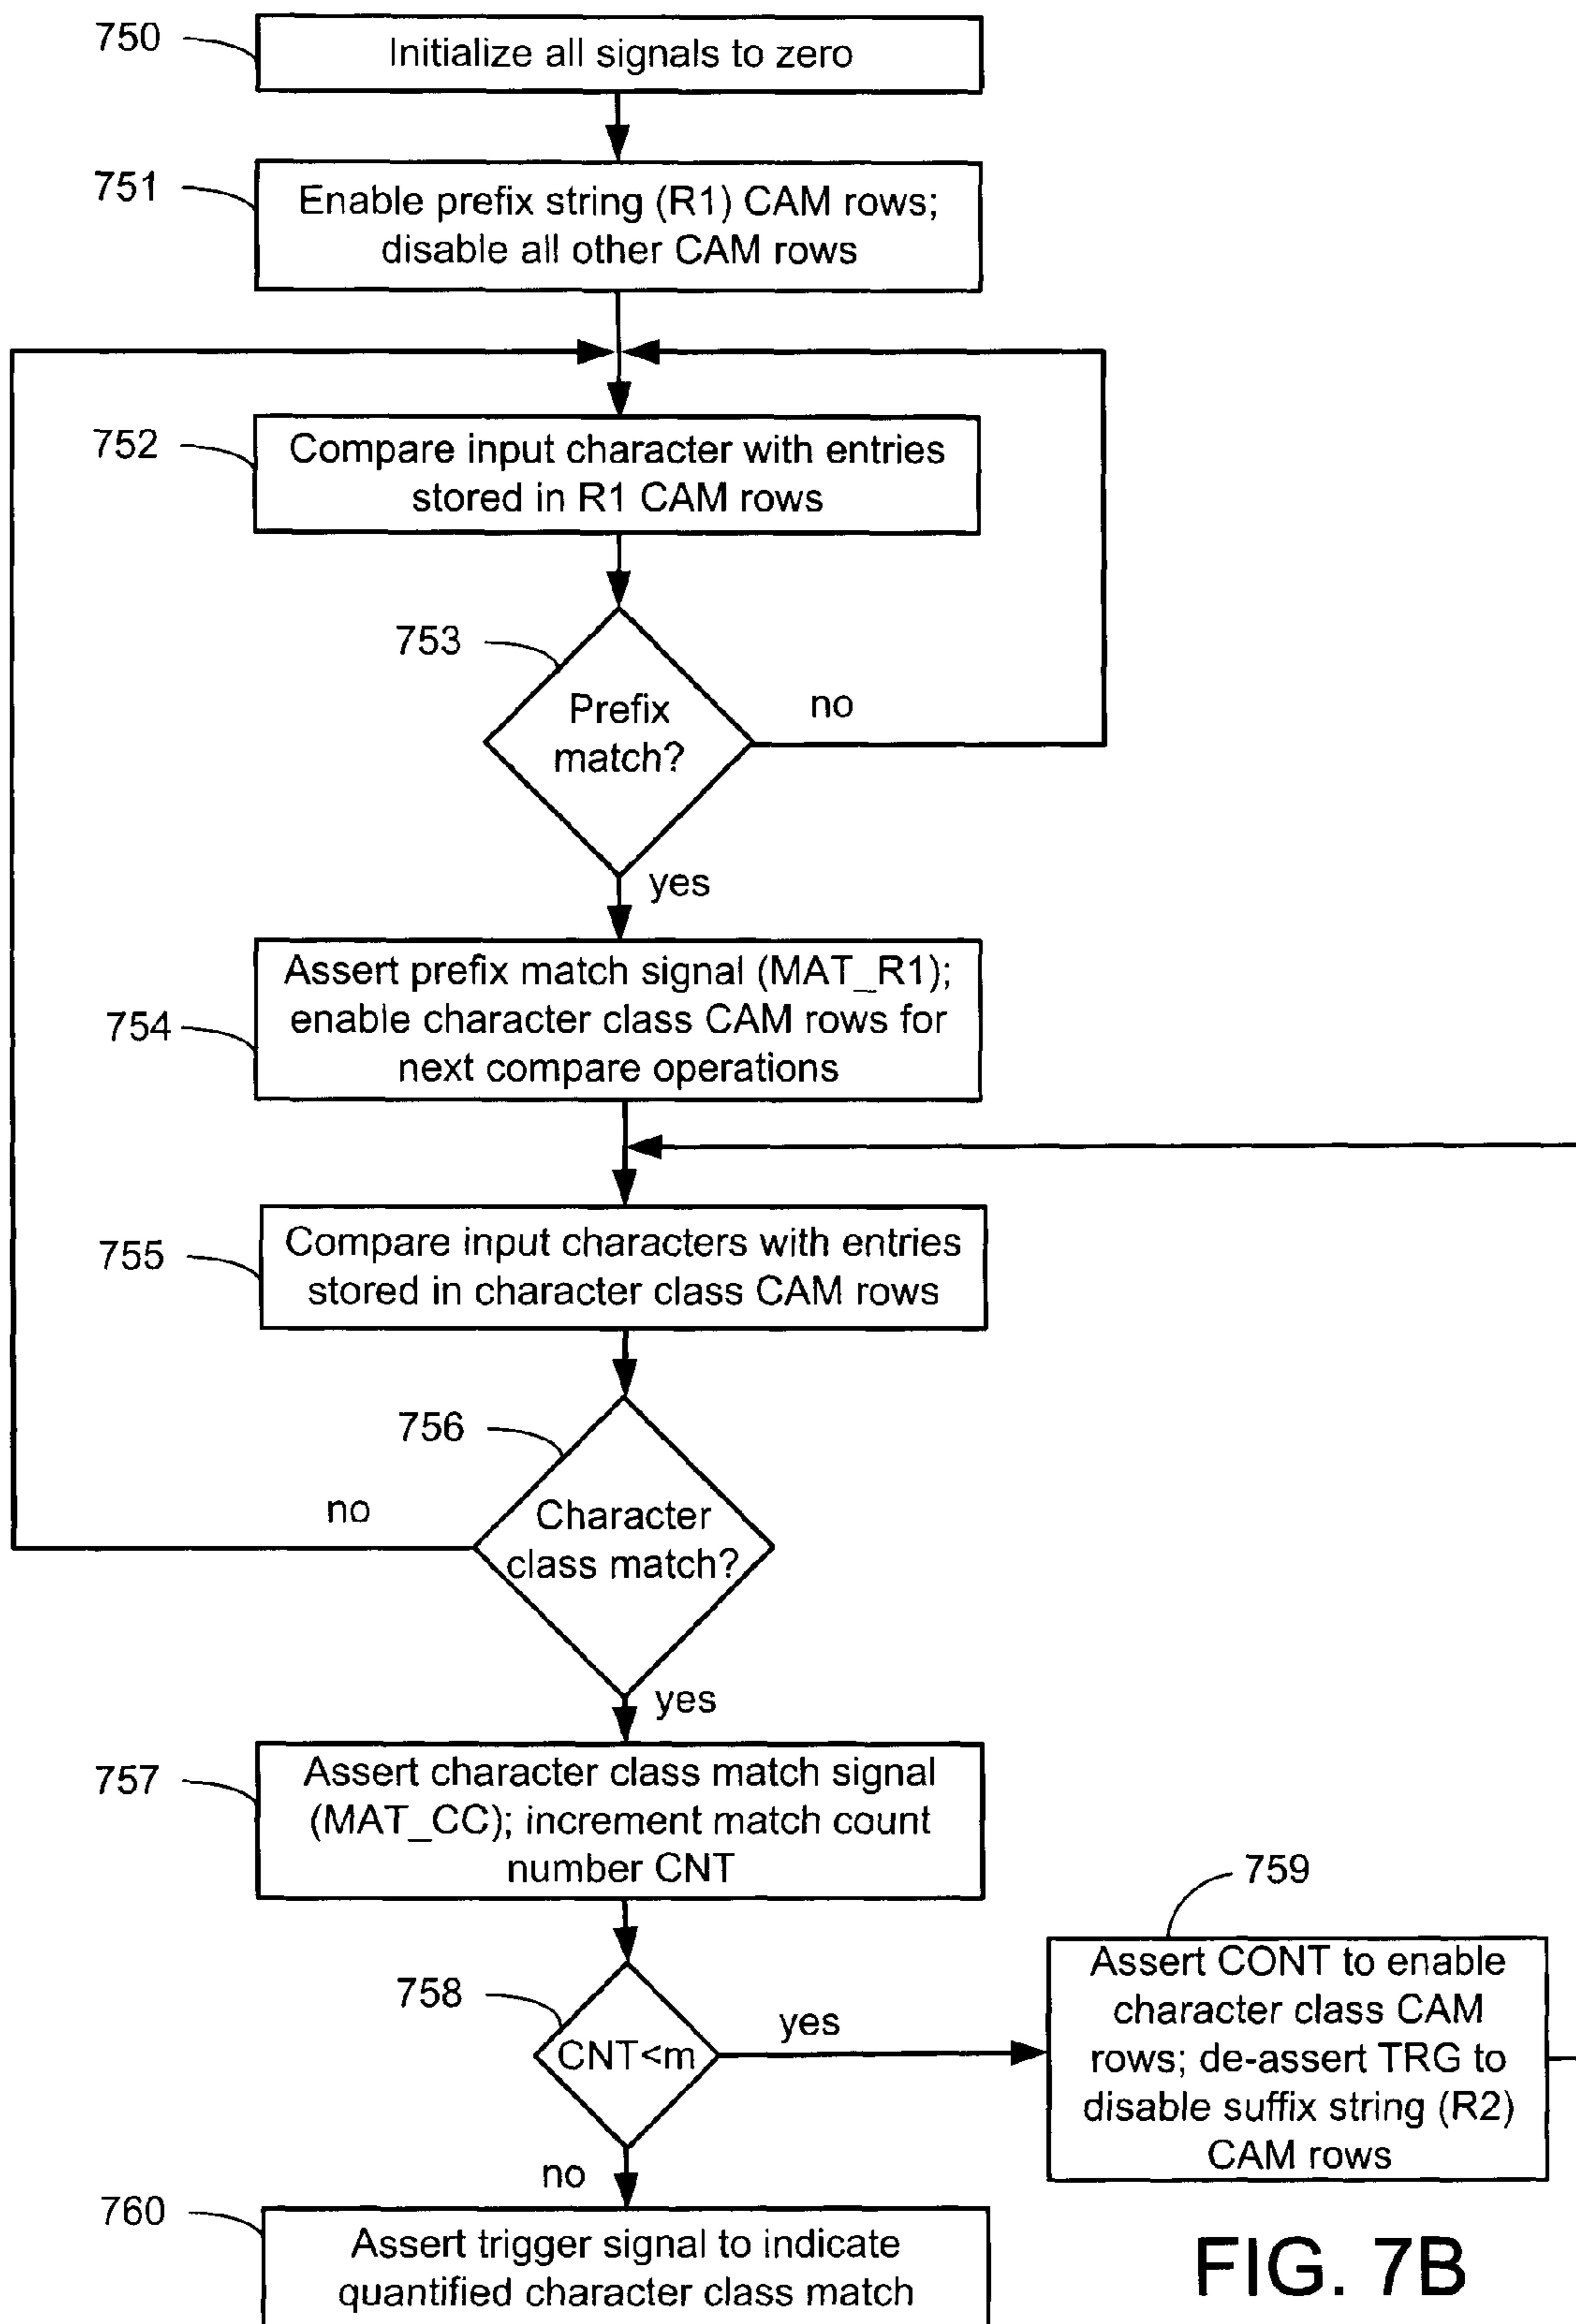 750
Initialize all signals to zero
751
Enable prefix string (R1) CAM rows;
disable all other CAM rows
752
Compare input character with entries
stored in R1 CAM rows
753
Prefix
match?
no
yes
754
Assert prefix match signal (MAT_R1);
enable character class CAM rows for
next compare operations
755
Compare input characters with entries
stored in character class CAM rows
756
Character
class match?
no
yes
757
Assert character class match signal
(MAT_CC); increment match count
number CNT
758
CNT<m
yes
no
759
Assert CONT to enable
character class CAM
rows; de-assert TRG to
disable suffix string (R2)
CAM rows
760
Assert trigger signal to indicate
quantified character class match
FIG. 7B